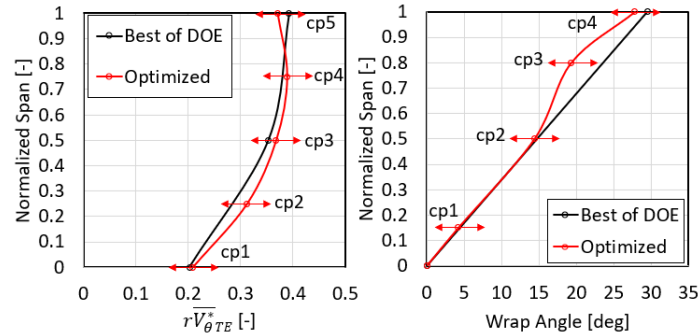 Normalized Span [-]
1
0.9
0.8
0.7
0.6
0.5
0.4
0.3
0.2
0.1
0
Best of DOE
Optimized
cp5
cp4
cp3
cp2
cp1
0 0.1 0.2 0.3 0.4 0.5
$r\overline{V^*_{\theta\,TE}}$ [-]
Normalized Span [-]
1
0.9
0.8
0.7
0.6
0.5
0.4
0.3
0.2
0.1
0
cp4
cp3
cp2
cp1
Best of DOE
Optimized
0 5 10 15 20 25 30 35
Wrap Angle [deg]